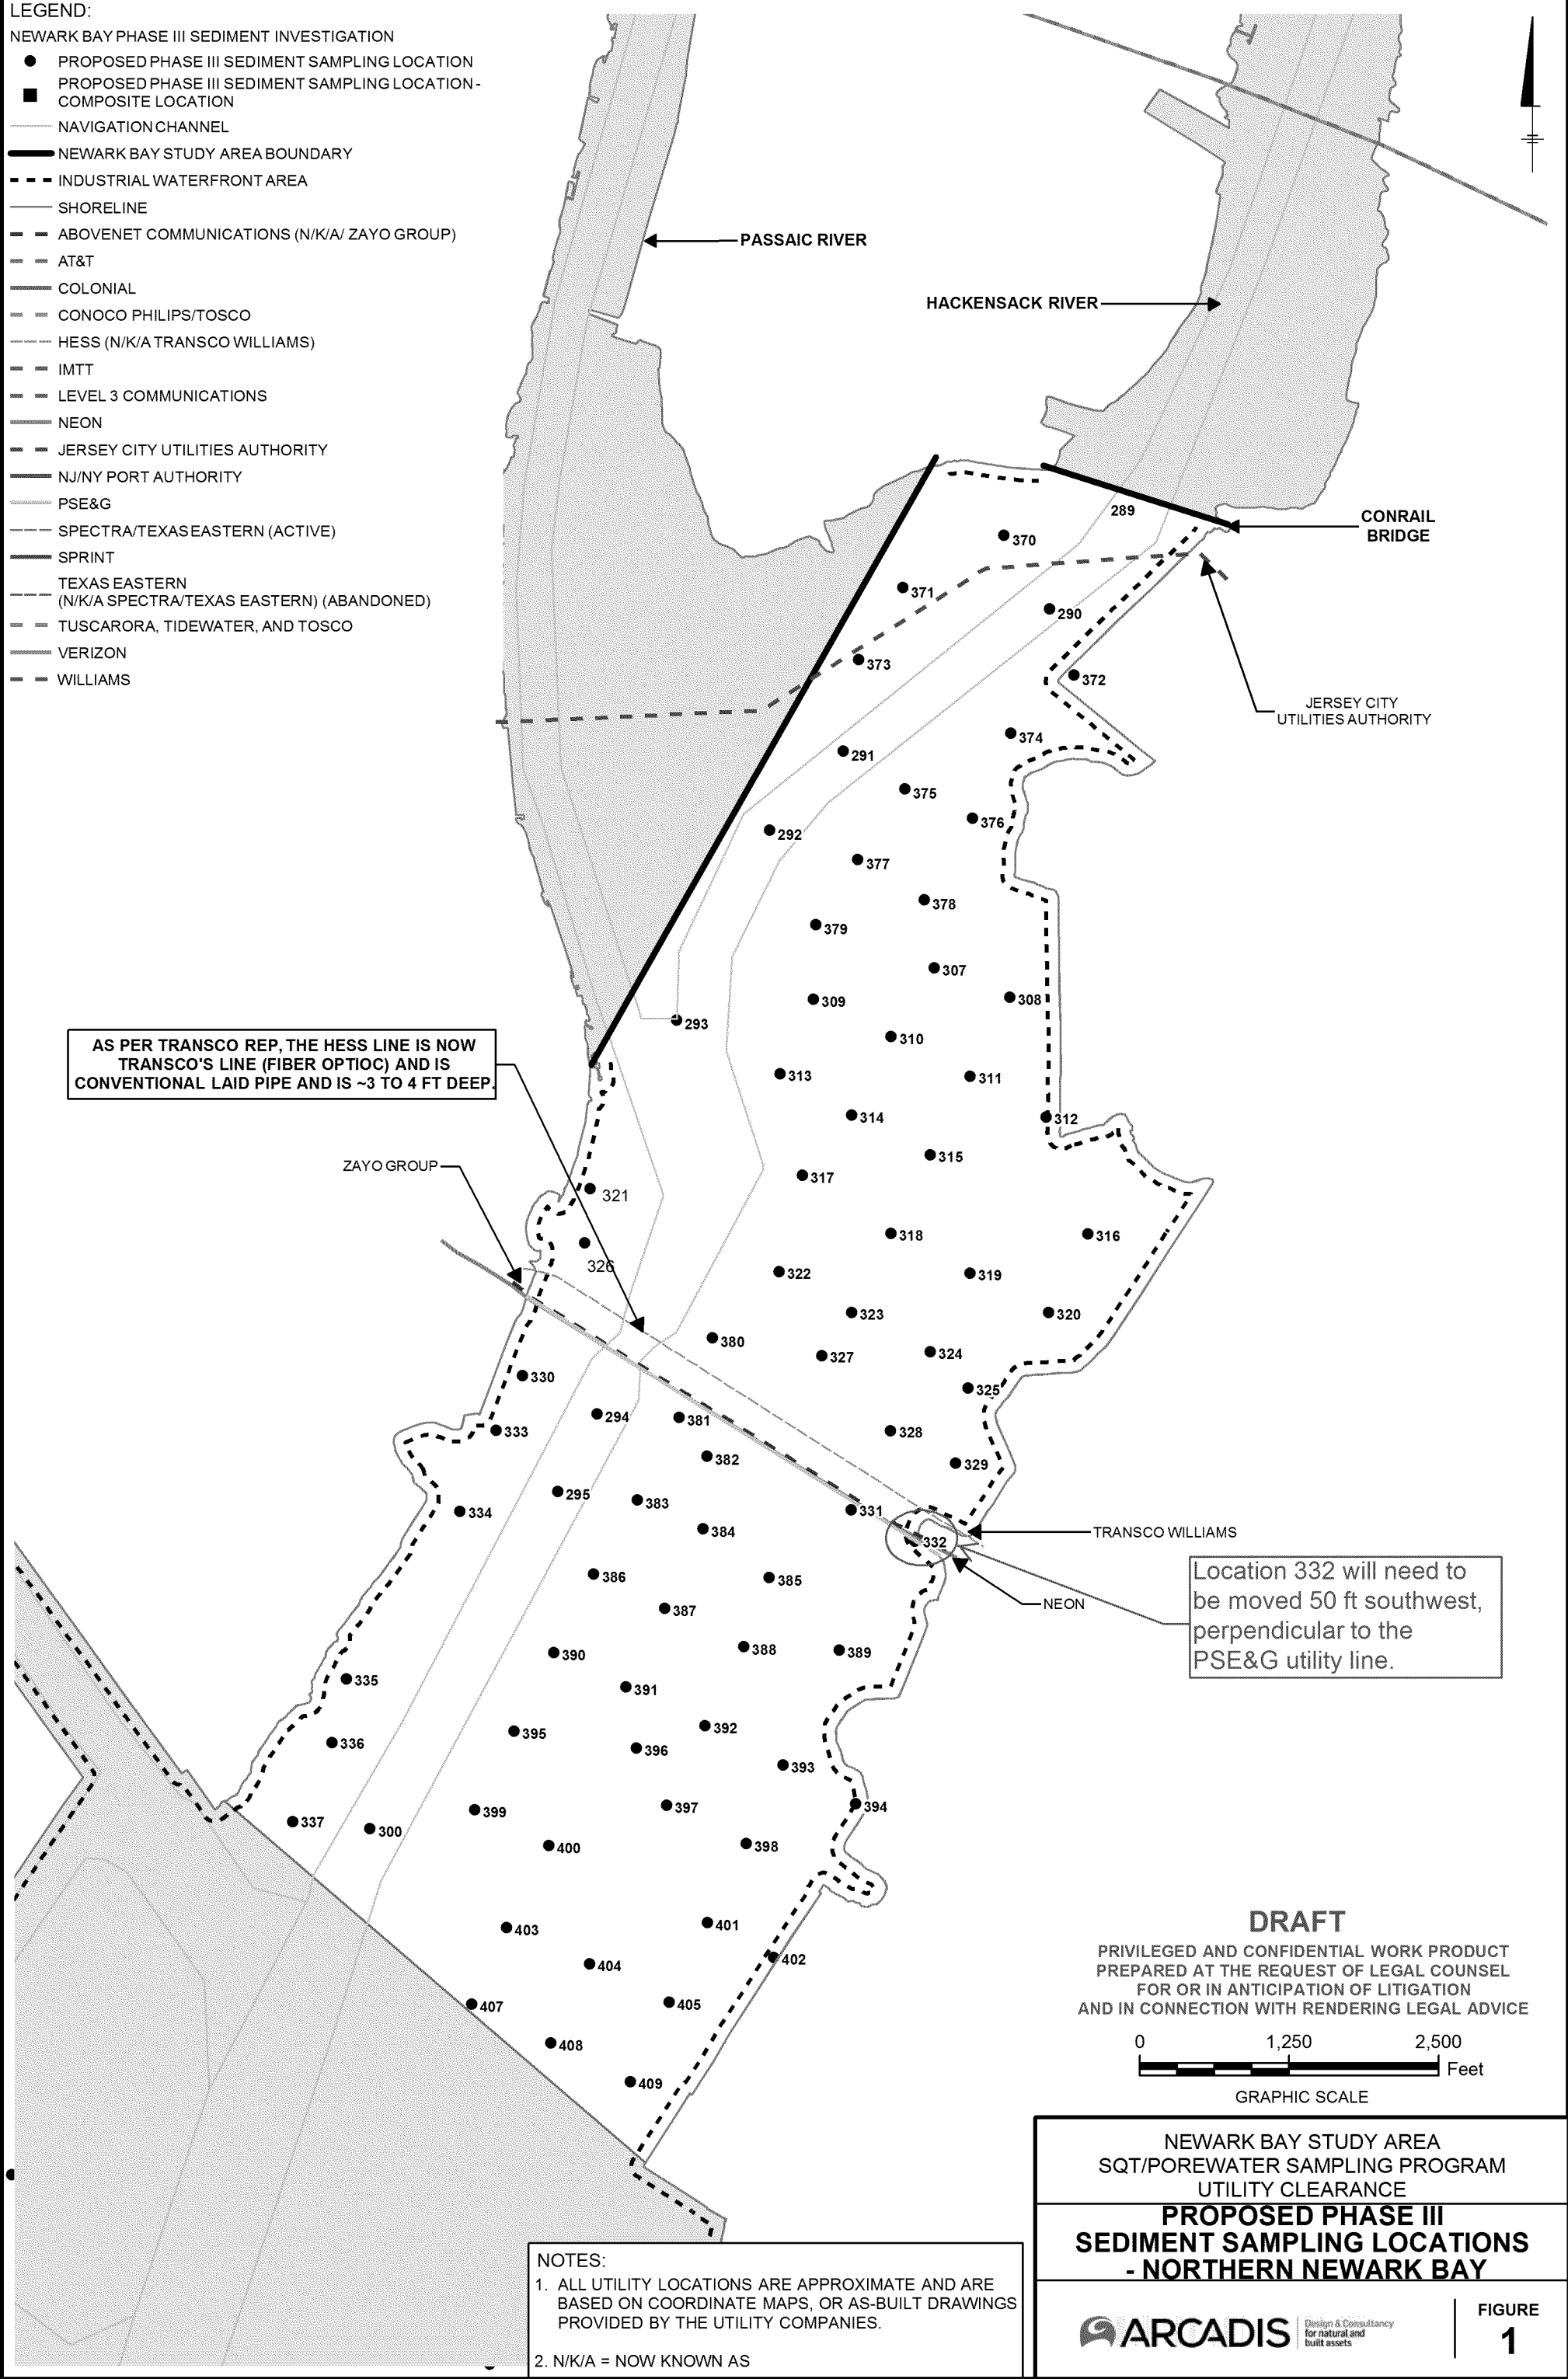 LEGEND:
NEWARK BAY PHASE III SEDIMENT INVESTIGATION
PROPOSED PHASE III SEDIMENT SAMPLING LOCATION
PROPOSED PHASE III SEDIMENT SAMPLING LOCATION -
COMPOSITE LOCATION
NAVIGATION CHANNEL
NEWARK BAY STUDY AREA BOUNDARY
INDUSTRIAL WATERFRONT AREA
SHORELINE
ABOVENET COMMUNICATIONS (N/K/A/ ZAYO GROUP)
AT&T
COLONIAL
CONOCO PHILIPS/TOSCO
HESS (N/K/A TRANSCO WILLIAMS)
IMTT
LEVEL 3 COMMUNICATIONS
NEON
JERSEY CITY UTILITIES AUTHORITY
NJ/NY PORT AUTHORITY
PSE&G
SPECTRA/TEXAS EASTERN (ACTIVE)
SPRINT
TEXAS EASTERN
(N/K/A SPECTRA/TEXAS EASTERN) (ABANDONED)
TUSCARORA, TIDEWATER, AND TOSCO
VERIZON
WILLIAMS
PASSAIC RIVER
HACKENSACK RIVER
289
CONRAIL
BRIDGE
370
371
290
373
372
JERSEY CITY
UTILITIES AUTHORITY
374
291
375
376
292
377
378
379
307
308
309
293
310
AS PER TRANSCO REP, THE HESS LINE IS NOW
TRANSCO'S LINE (FIBER OPTIOC) AND IS
CONVENTIONAL LAID PIPE AND IS ~3 TO 4 FT DEEP.
313
311
314
312
315
ZAYO GROUP
317
321
318
316
326
322
319
323
320
380
327
324
330
325
294
381
333
328
382
329
295
383
334
331
384
332
TRANSCO WILLIAMS
386
385
NEON
Location 332 will need to
be moved 50 ft southwest,
perpendicular to the
PSE&G utility line.
387
388
389
390
335
391
392
395
336
396
393
399
397
394
337
300
400
398
403
401
402
404
407
405
408
409
DRAFT
PRIVILEGED AND CONFIDENTIAL WORK PRODUCT
PREPARED AT THE REQUEST OF LEGAL COUNSEL
FOR OR IN ANTICIPATION OF LITIGATION
AND IN CONNECTION WITH RENDERING LEGAL ADVICE
0 1,250 2,500
Feet
GRAPHIC SCALE
NEWARK BAY STUDY AREA
SQT/POREWATER SAMPLING PROGRAM
UTILITY CLEARANCE
PROPOSED PHASE III
SEDIMENT SAMPLING LOCATIONS
- NORTHERN NEWARK BAY
NOTES:
1. ALL UTILITY LOCATIONS ARE APPROXIMATE AND ARE
BASED ON COORDINATE MAPS, OR AS-BUILT DRAWINGS
PROVIDED BY THE UTILITY COMPANIES.
2. N/K/A = NOW KNOWN AS
ARCADIS
Design & Consultancy
for natural and
built assets
FIGURE
1